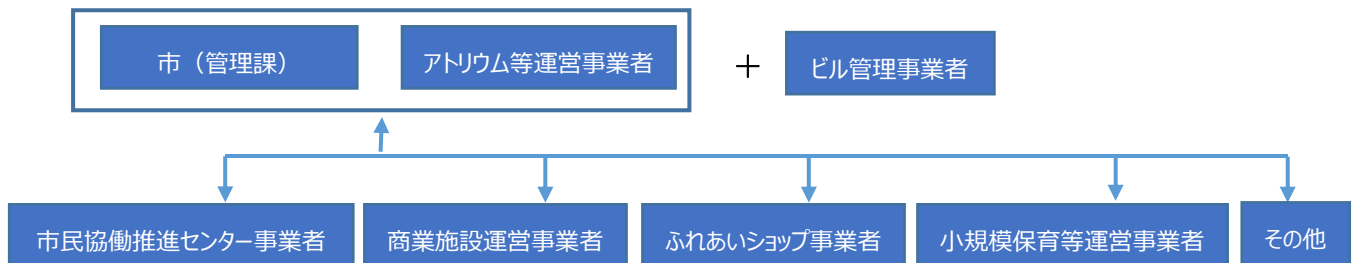 市（管理課）
アトリウム等運営事業者
＋
ビル管理事業者
市民協働推進センター事業者
商業施設運営事業者
ふれあいショップ事業者
小規模保育等運営事業者
その他